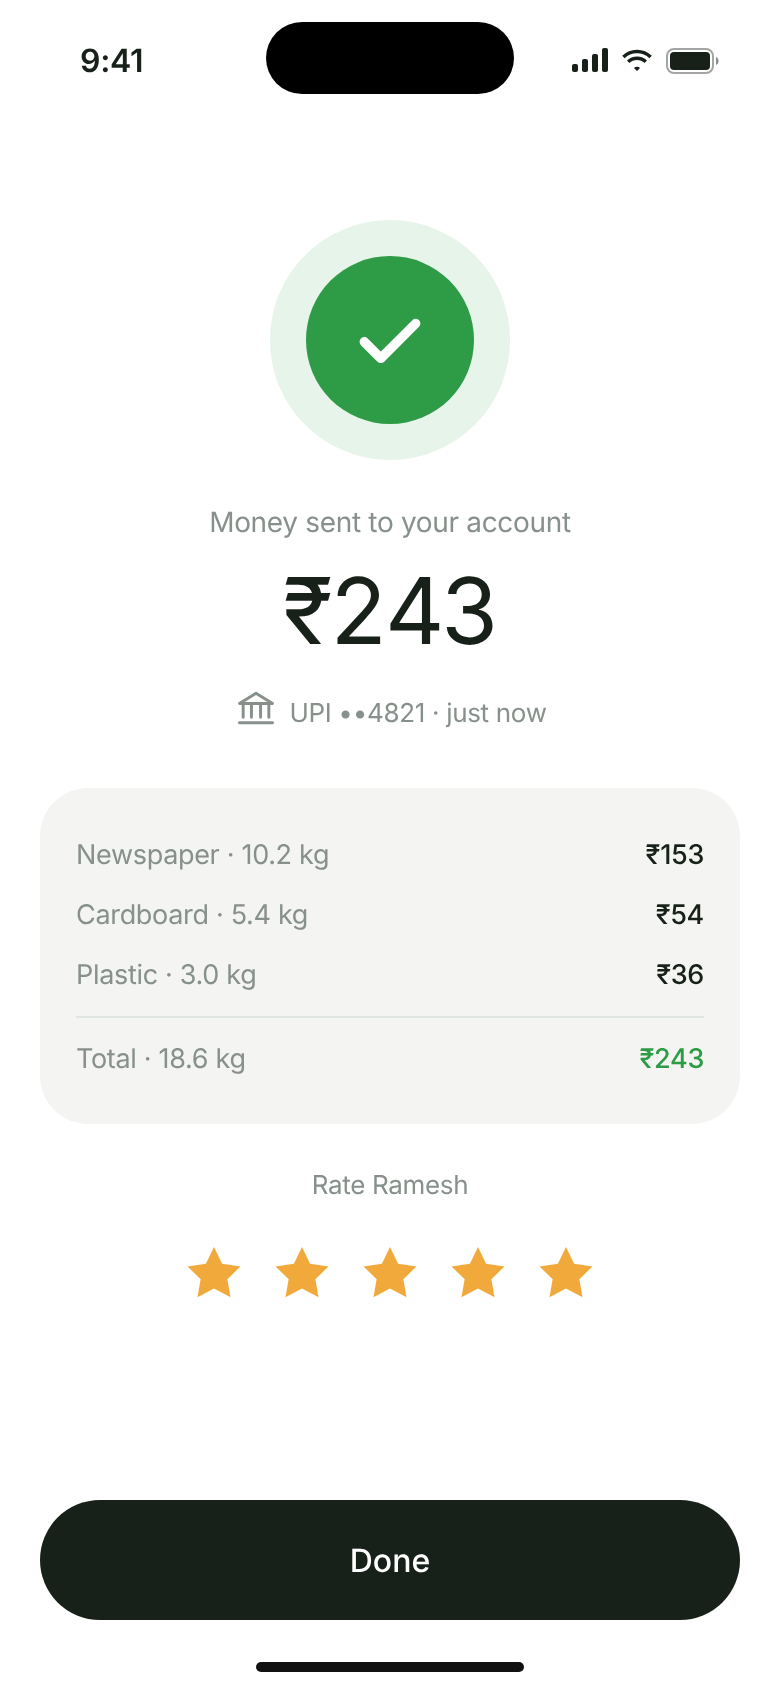 9:41
Money sent to your account
₹243
UPI ••4821 · just now
Newspaper · 10.2 kg ₹153
Cardboard · 5.4 kg ₹54
Plastic · 3.0 kg ₹36
Total · 18.6 kg ₹243
Rate Ramesh
Done